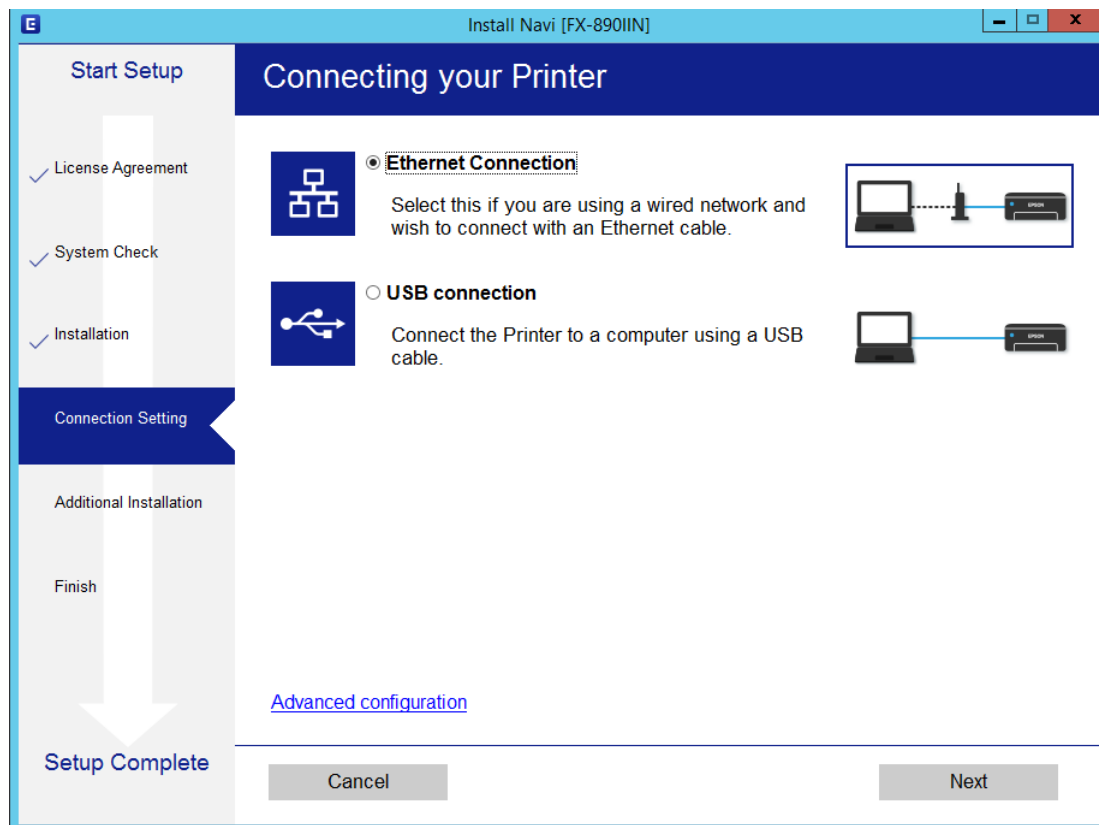 E
Install Navi [FX-890IIN]
Start Setup
Connecting your Printer
License Agreement
System Check
Installation
Connection Setting
Additional Installation
Finish
Setup Complete
Ethernet Connection
Select this if you are using a wired network and
wish to connect with an Ethernet cable.
EPSON
USB connection
Connect the Printer to a computer using a USB
cable.
EPSON
Advanced configuration
Cancel
Next